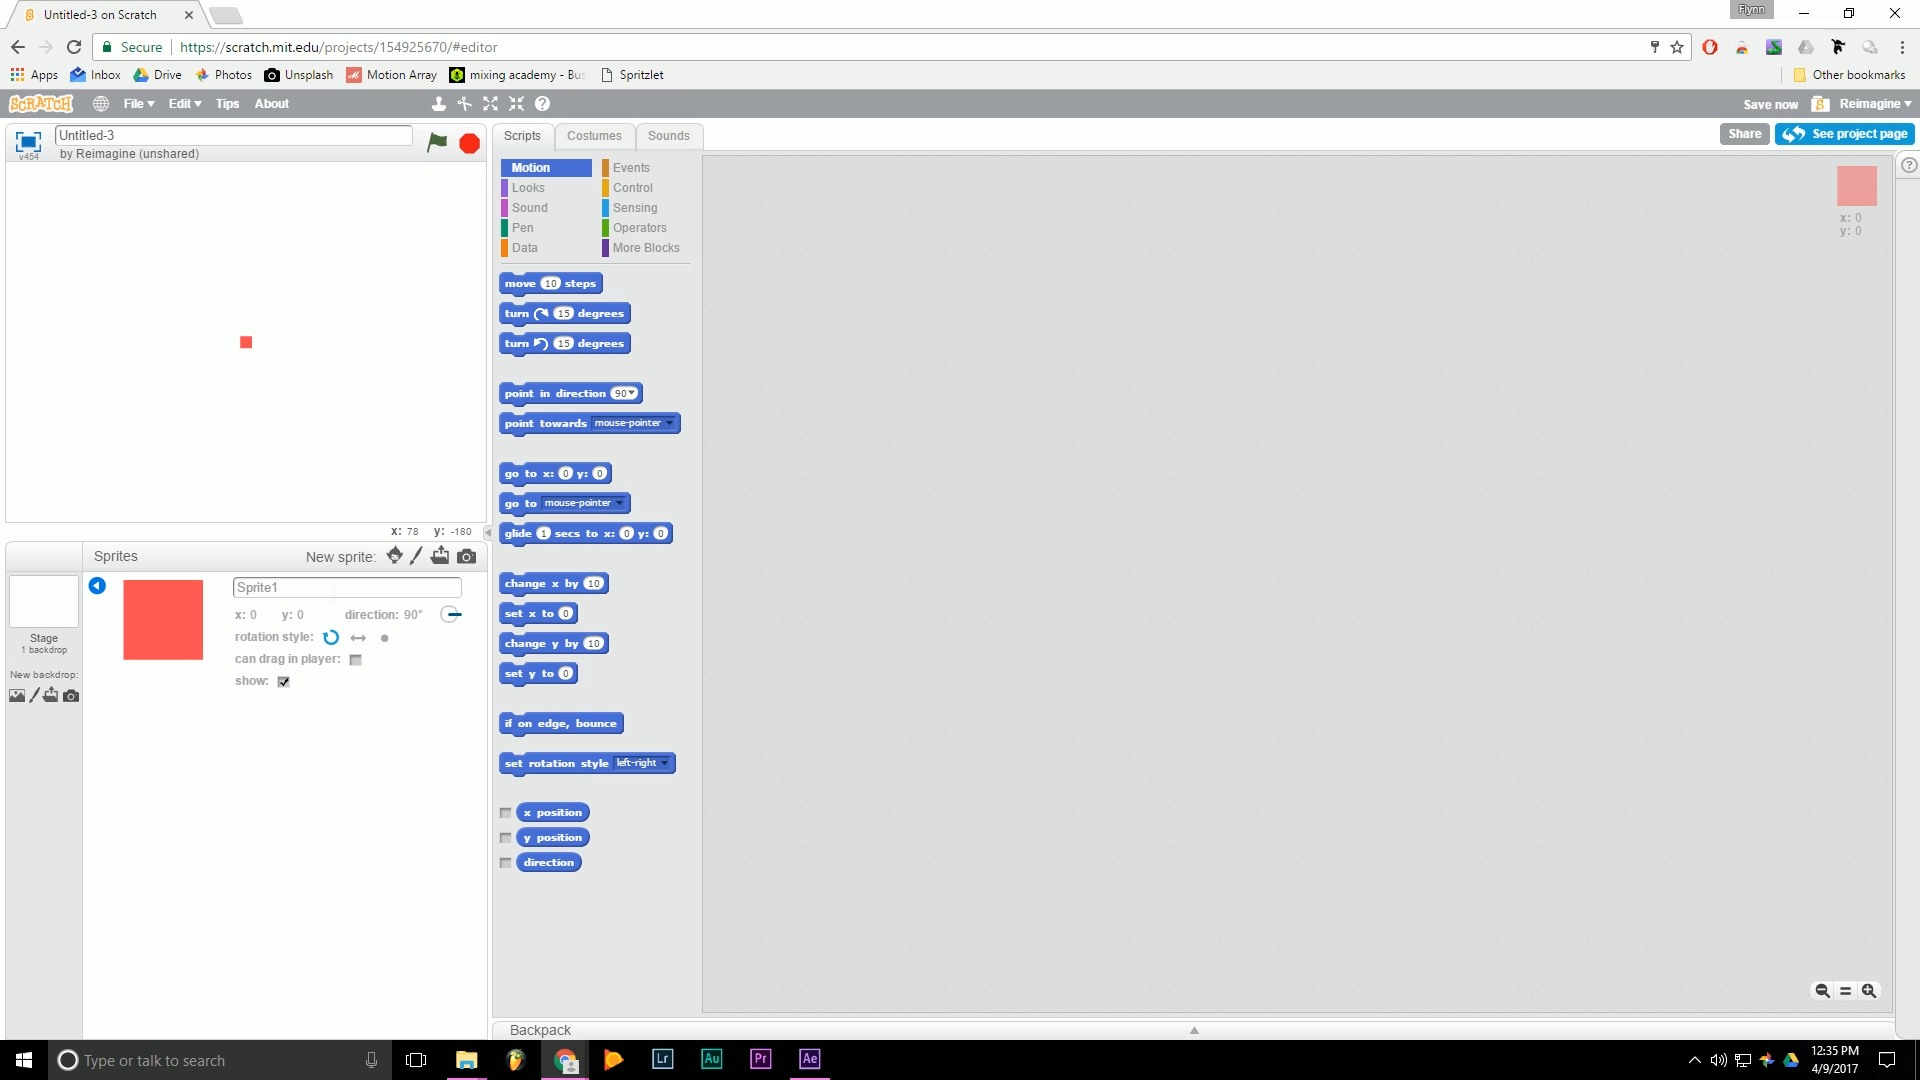 Untitled-3 on Scratch
Flynn
Secure https://scratch.mit.edu/projects/154925670/#editor
Apps Inbox Drive Photos Unsplash Motion Array mixing academy - Bus Spritzlet Other bookmarks
SCRATCH File Edit Tips About Save now Reimagine
Untitled-3
by Reimagine (unshared)
v454
Scripts Costumes Sounds
Share See project page
Motion Events
Looks Control
Sound Sensing
Pen Operators
Data More Blocks
x: 0
y: 0
move 10 steps
turn 15 degrees
turn 15 degrees
point in direction 90
point towards mouse-pointer
go to x: 0 y: 0
go to mouse-pointer
glide 1 secs to x: 0 y: 0
change x by 10
set x to 0
change y by 10
set y to 0
if on edge, bounce
set rotation style left-right
x position
y position
direction
x: 78 y: -180
Sprites New sprite:
Sprite1
x: 0 y: 0 direction: 90°
rotation style:
can drag in player:
show:
Stage
1 backdrop
New backdrop:
Backpack
Type or talk to search
Lr Au Pr Ae
12:35 PM
4/9/2017